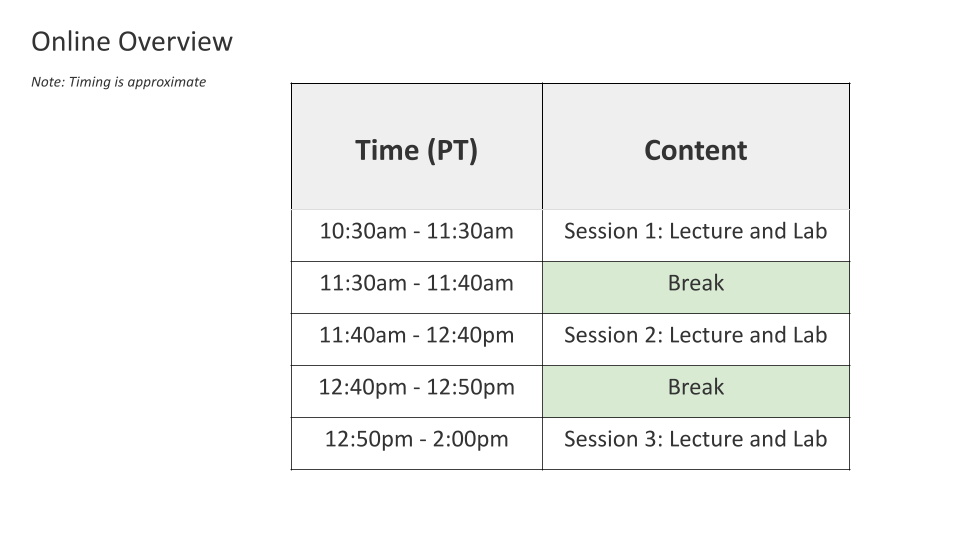 Online Overview
Note: Timing is approximate
Time (PT) Content
10:30am - 11:30am Session 1: Lecture and Lab
11:30am - 11:40am Break
11:40am - 12:40pm Session 2: Lecture and Lab
12:40pm - 12:50pm Break
12:50pm - 2:00pm Session 3: Lecture and Lab